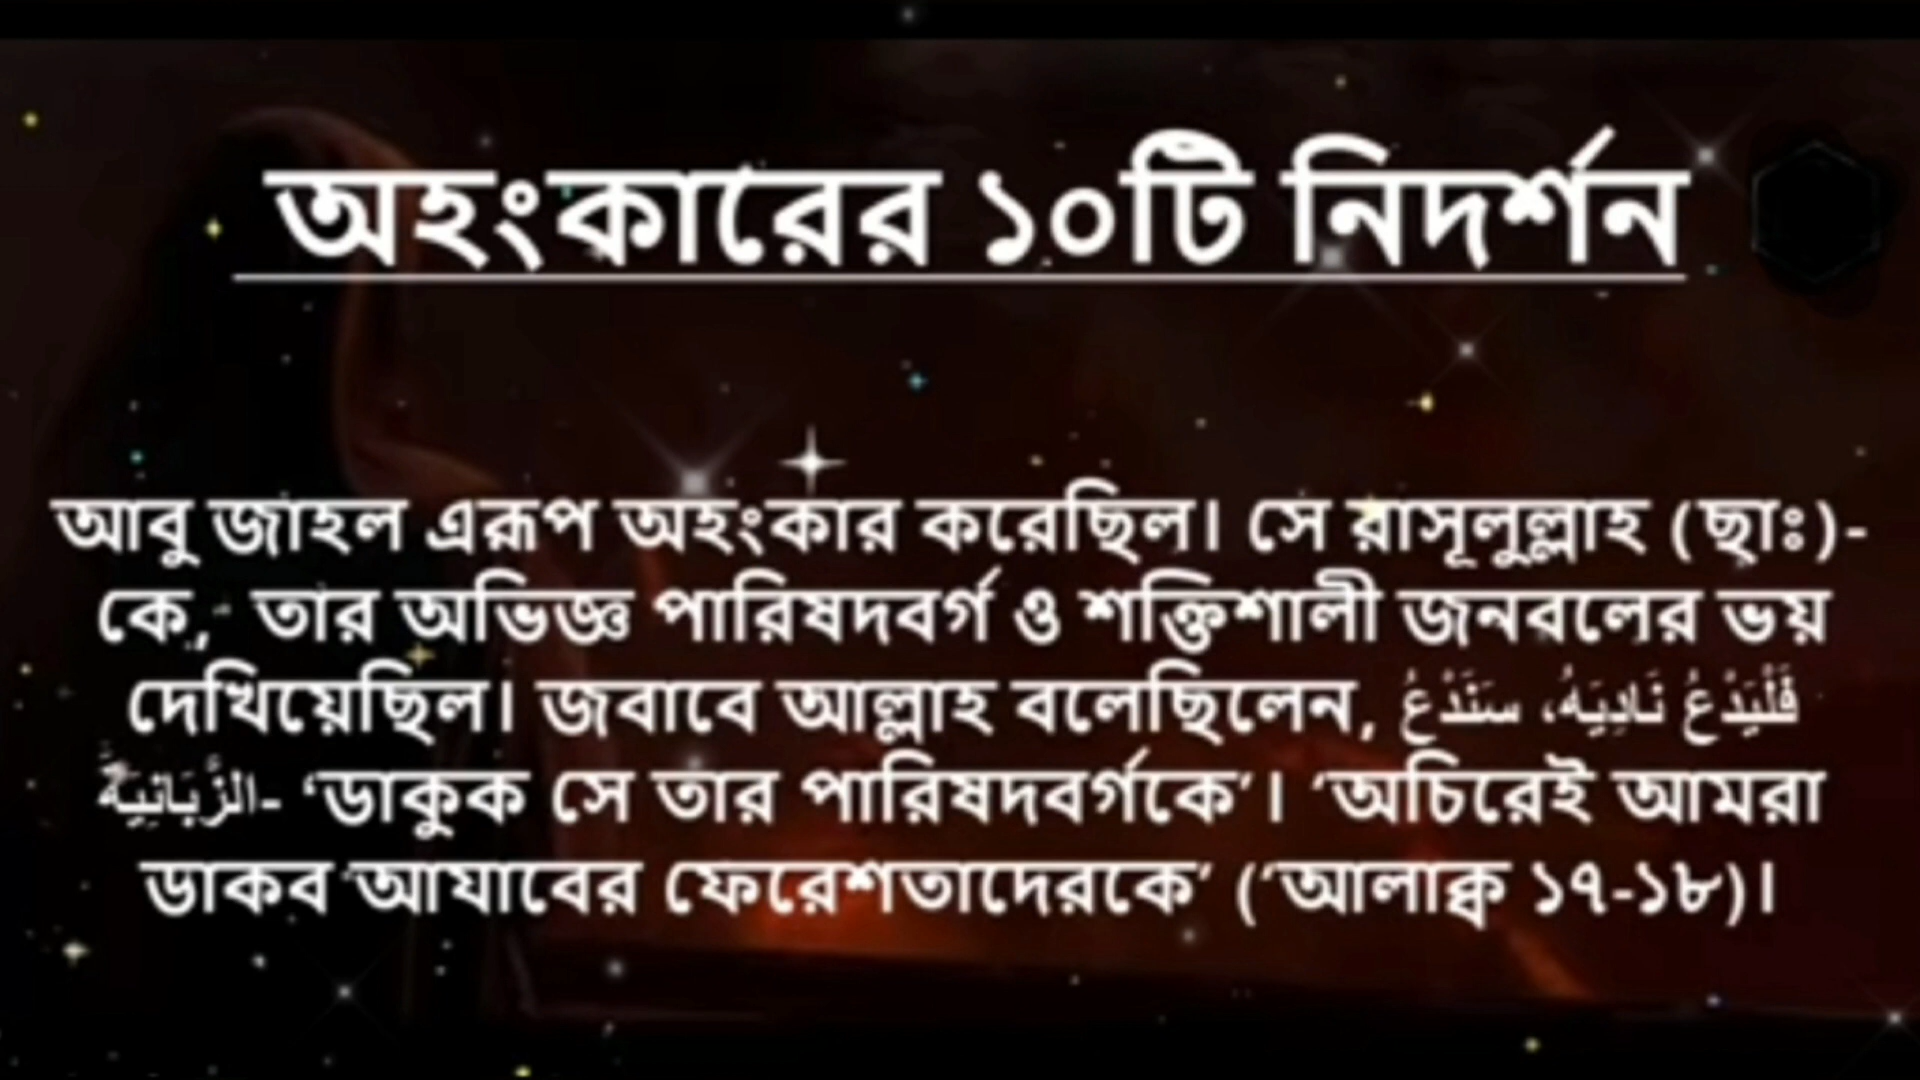 অহংকারের ১০টি নিদর্শন
আবু জাহল এরূপ অহংকার করেছিল। সে রাসূলুল্লাহ (ছাঃ)-
কে, তার অভিজ্ঞ পারিষদবর্গ ও শক্তিশালী জনবলের ভয়
দেখিয়েছিল। জবাবে আল্লাহ বলেছিলেন, فَلْيَدْعُ نَادِيَهُ، سَنَدْعُ
الزَّبَانِيَةَ- ‘ডাকুক সে তার পারিষদবর্গকে’। ‘অচিরেই আমরা
ডাকব আযাবের ফেরেশতাদেরকে’ (‘আলাক্ব ১৭-১৮)।